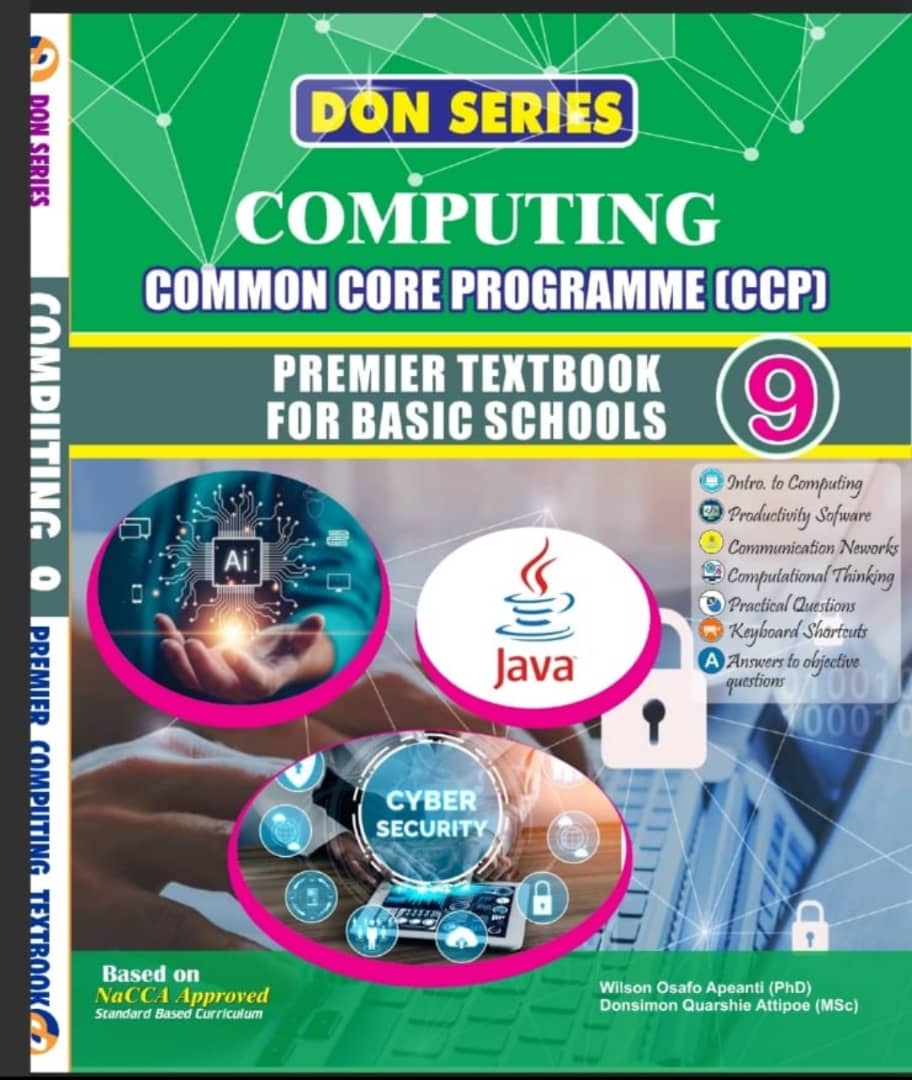 DON SERIES
COMPUTING 9
PREMIER COMPUTING TEXTBOOK
DON SERIES
COMPUTING
COMMON CORE PROGRAMME (CCP)
PREMIER TEXTBOOK
FOR BASIC SCHOOLS
9
Intro. to Computing
Productivity Sofware
Communication Neworks
Computational Thinking
Practical Questions
Keyboard Shortcuts
A Answers to objective
questions
Ai
Java
CYBER
SECURITY
Based on
NaCCA Approved
Standard Based Curriculum
Wilson Osafo Apeanti (PhD)
Donsimon Quarshie Attipoe (MSc)